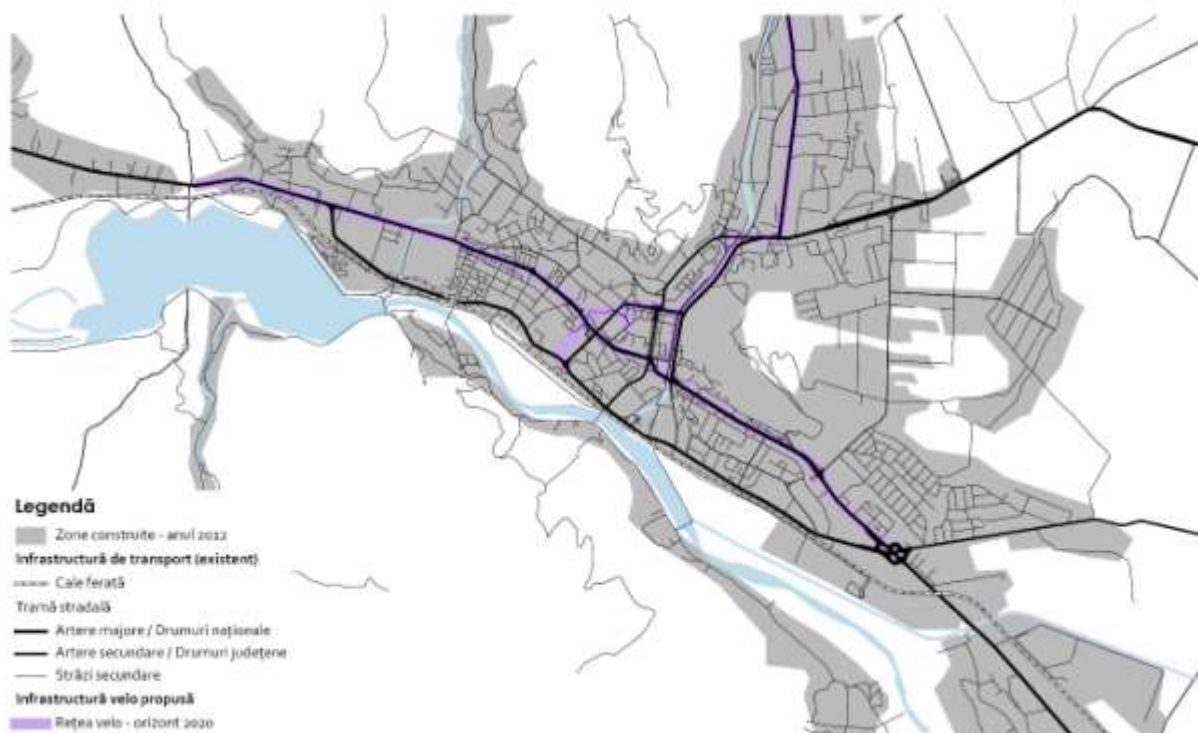 Legendă
Zone construite - anul 2012
Infrastructură de transport (existent)
Cale ferată
Tramă stradală
Artere majore / Drumuri naționale
Artere secundare / Drumuri județene
Străzi secundare
Infrastructură velo propusă
Rețea velo - orizont 2020